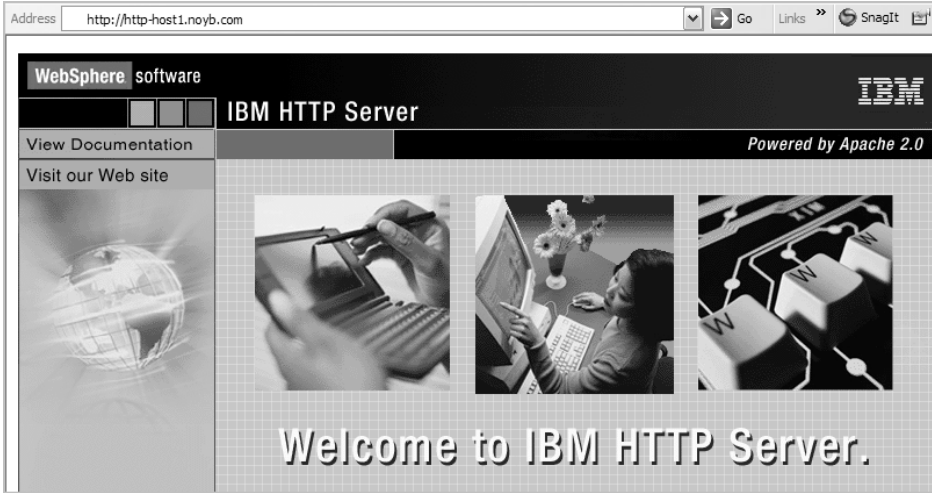 Address http://http-host1.noyb.com Go Links » SnagIt
WebSphere software
IBM
IBM HTTP Server
View Documentation
Powered by Apache 2.0
Visit our Web site
W W W
Welcome to IBM HTTP Server.